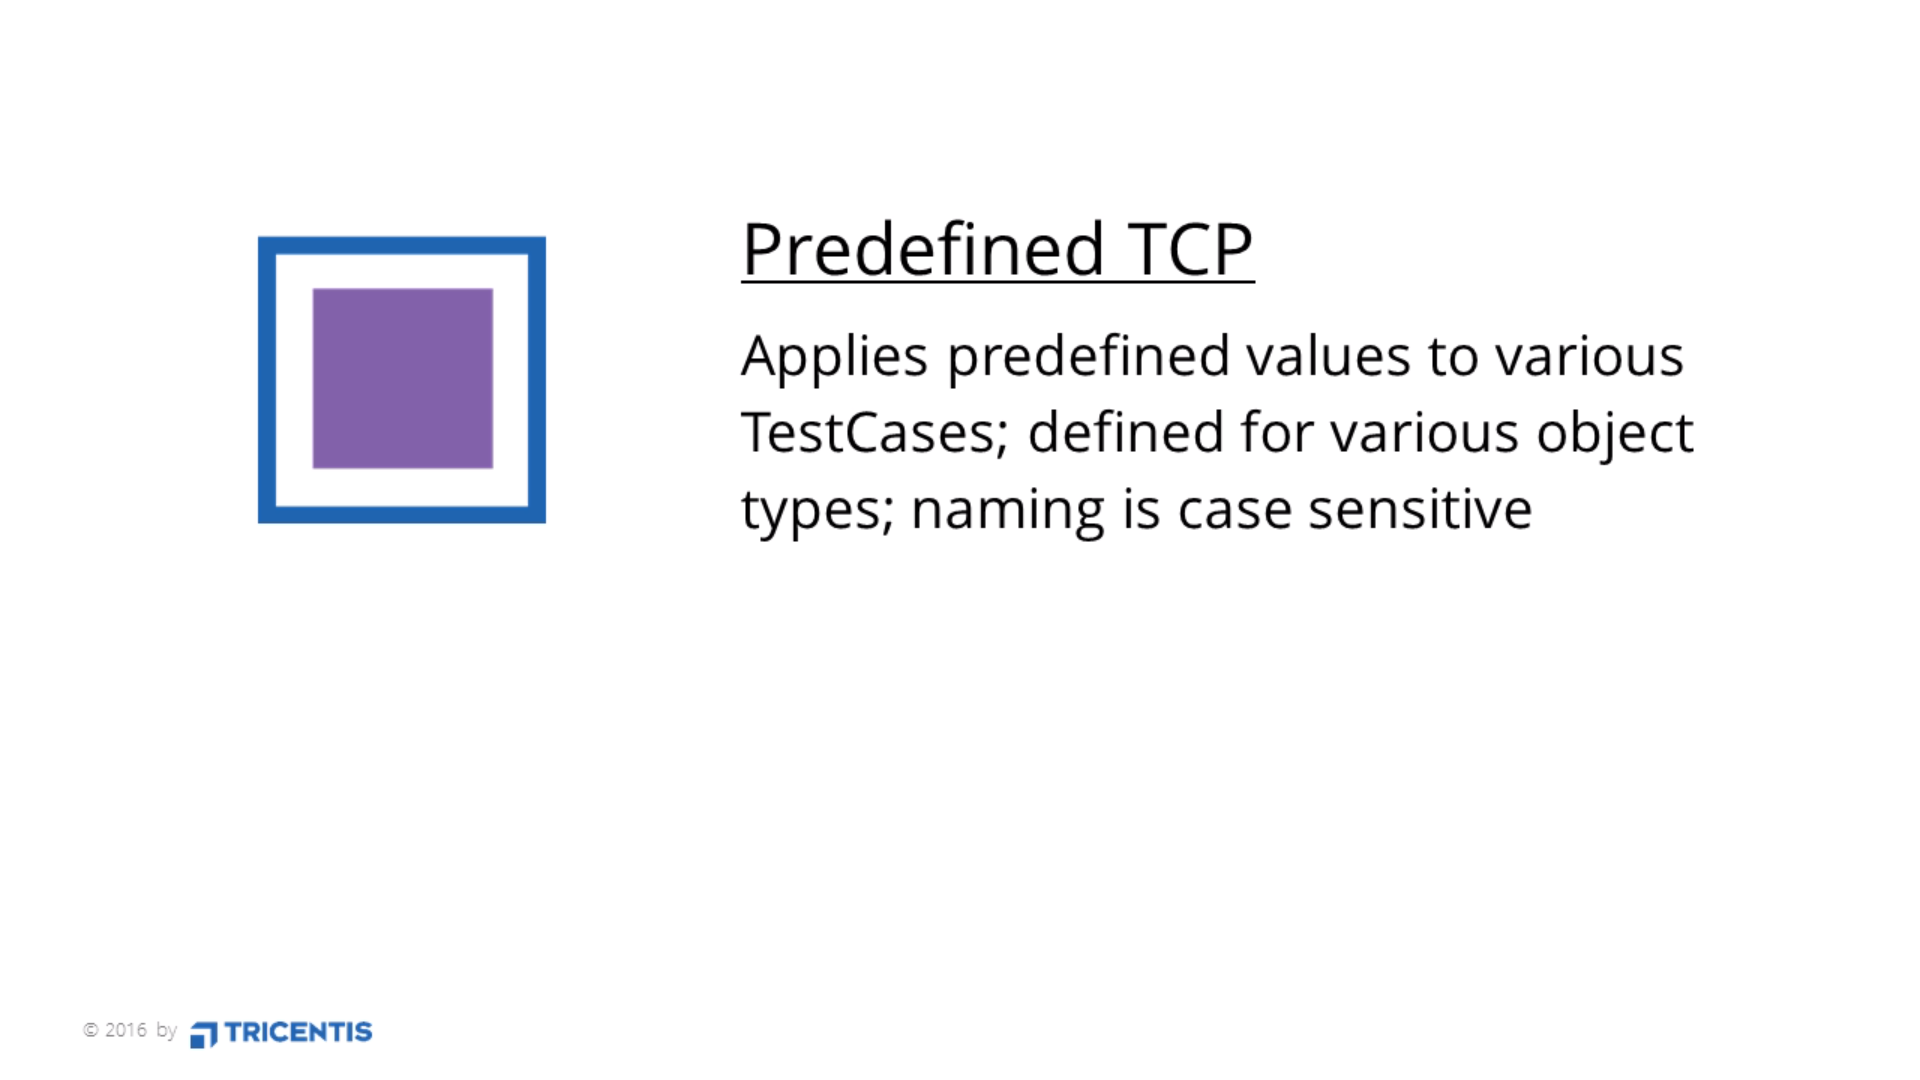 Predefined TCP
Applies predefined values to various
TestCases; defined for various object
types; naming is case sensitive
© 2016 by TRICENTIS